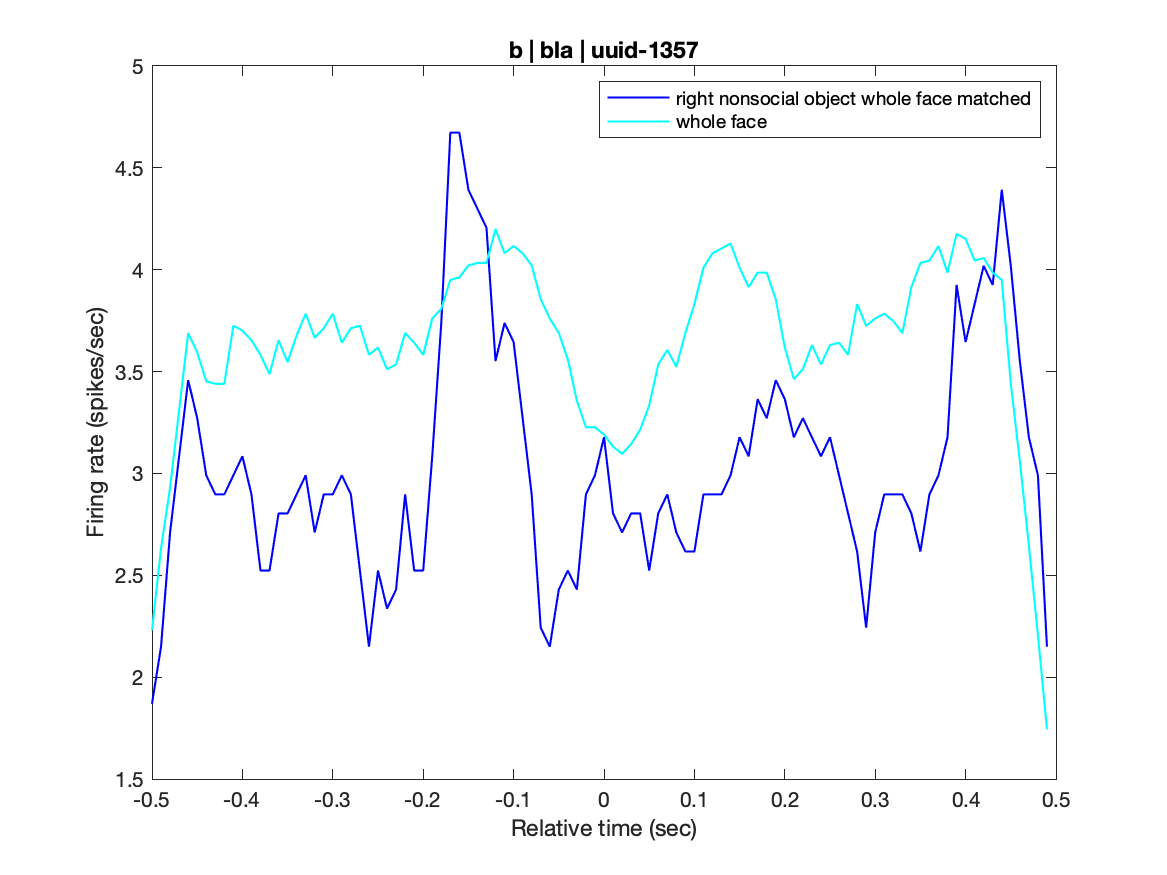 b | bla | uuid-1357
right nonsocial object whole face matched
whole face
Firing rate (spikes/sec)
5
4.5
4
3.5
3
2.5
2
1.5
-0.5 -0.4 -0.3 -0.2 -0.1 0 0.1 0.2 0.3 0.4 0.5
Relative time (sec)